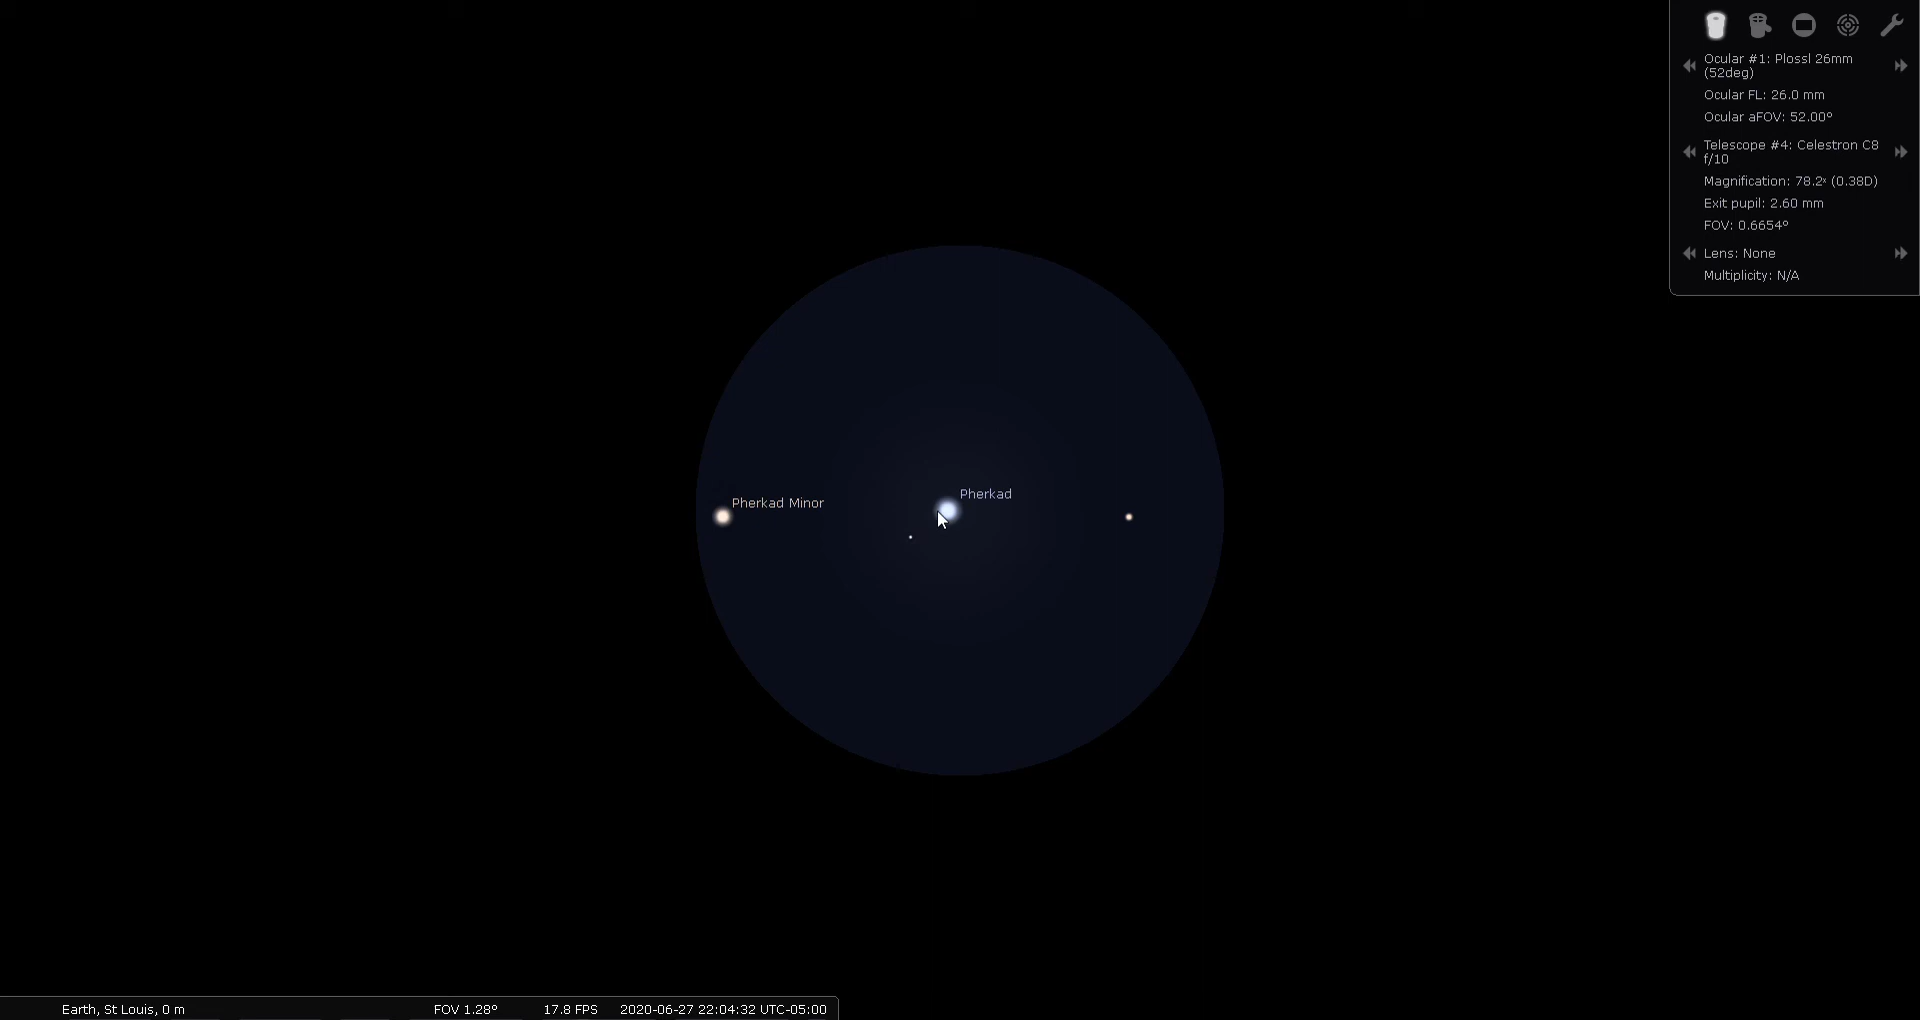 Ocular #1: Plossl 26mm
(52deg)
Ocular FL: 26.0 mm
Ocular aFOV: 52.00°
Telescope #4: Celestron C8
f/10
Magnification: 78.2ˣ (0.38D)
Exit pupil: 2.60 mm
FOV: 0.6654°
Lens: None
Multiplicity: N/A
Pherkad
Pherkad Minor
Earth, St Louis, 0 m FOV 1.28° 17.8 FPS 2020-06-27 22:04:32 UTC-05:00